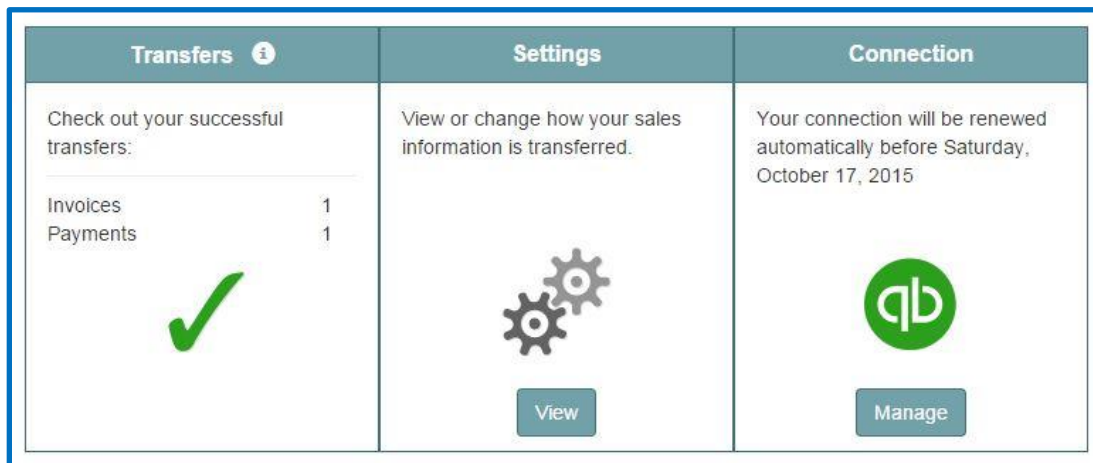 Transfers
Check out your successful
transfers:
Invoices 1
Payments 1
Settings
View or change how your sales
information is transferred.
View
Connection
Your connection will be renewed
automatically before Saturday,
October 17, 2015
qb
Manage